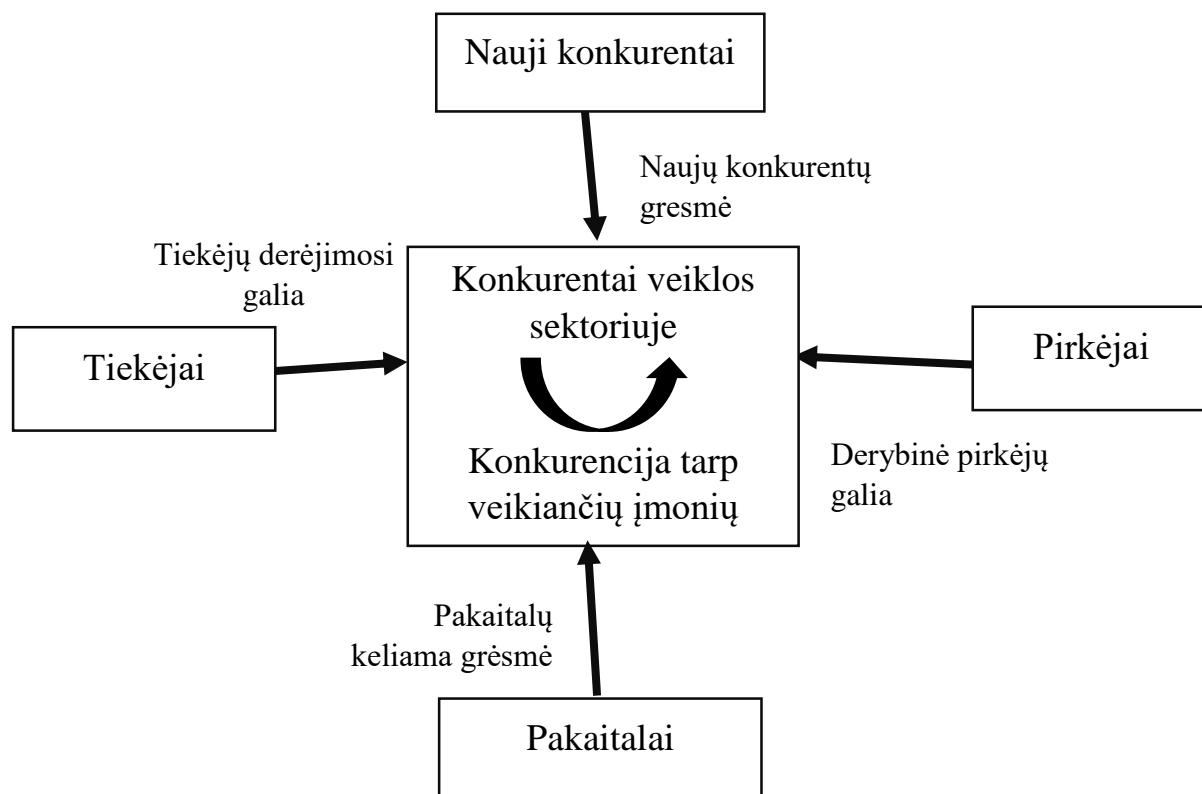 Nauji konkurentai
Naujų konkurentų
gresmė
Tiekėjų derėjimosi
galia
Konkurentai veiklos
sektoriuje
Tiekėjai
Pirkėjai
Konkurencija tarp
veikiančių įmonių
Derybinė pirkėjų
galia
Pakaitalų
keliama grėsmė
Pakaitalai